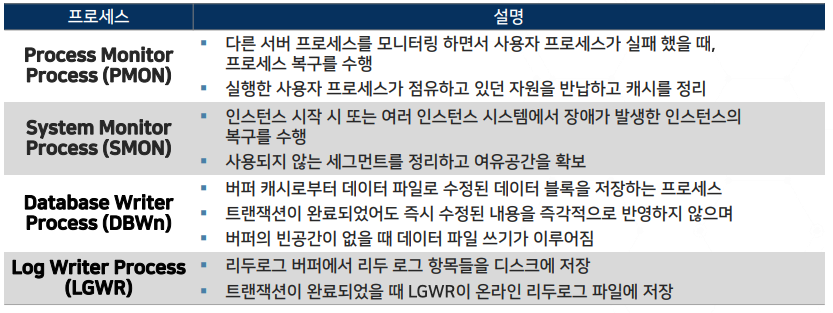 프로세스 설명
Process Monitor
Process (PMON)
▪ 다른 서버 프로세스를 모니터링 하면서 사용자 프로세스가 실패 했을 때,
프로세스 복구를 수행
▪ 실행한 사용자 프로세스가 점유하고 있던 자원을 반납하고 캐시를 정리
System Monitor
Process (SMON)
▪ 인스턴스 시작 시 또는 여러 인스턴스 시스템에서 장애가 발생한 인스턴스의
복구를 수행
▪ 사용되지 않는 세그먼트를 정리하고 여유공간을 확보
Database Writer
Process (DBWn)
▪ 버퍼 캐시로부터 데이터 파일로 수정된 데이터 블록을 저장하는 프로세스
▪ 트랜잭션이 완료되었어도 즉시 수정된 내용을 즉각적으로 반영하지 않으며
▪ 버퍼의 빈공간이 없을 때 데이터 파일 쓰기가 이루어짐
Log Writer Process
(LGWR)
▪ 리두로그 버퍼에서 리두 로그 항목들을 디스크에 저장
▪ 트랜잭션이 완료되었을 때 LGWR이 온라인 리두로그 파일에 저장